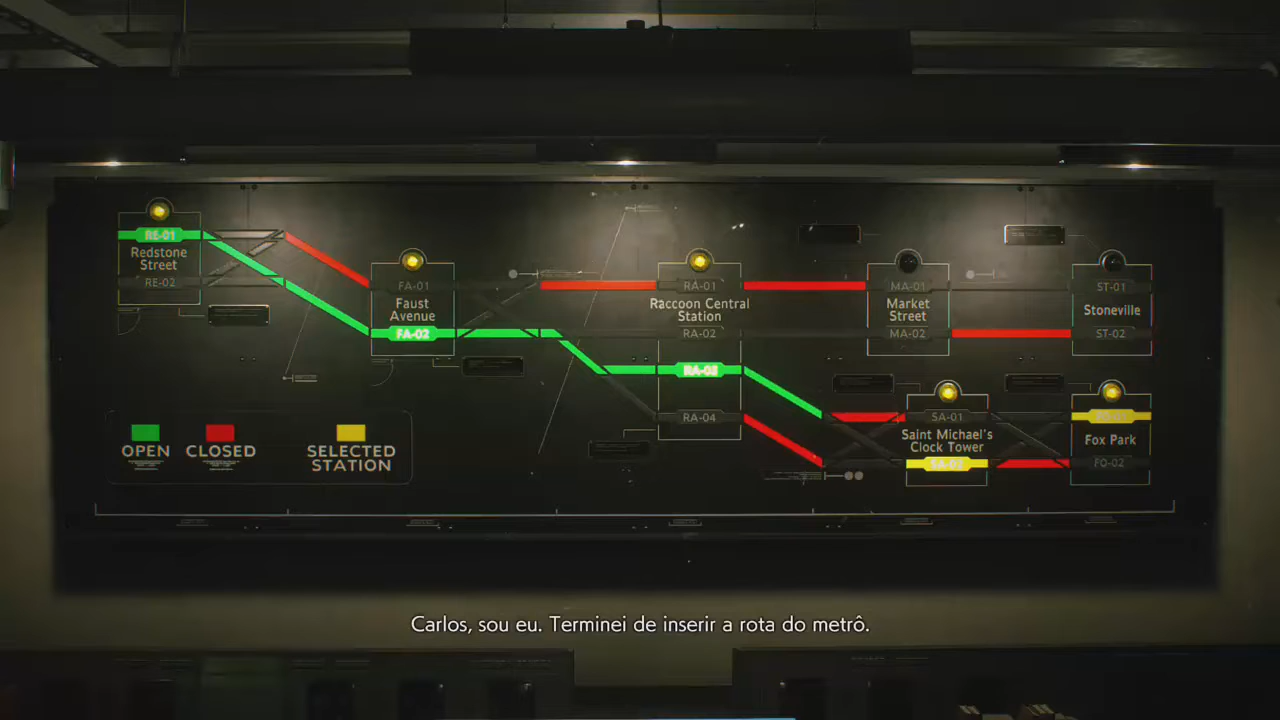 RE-01
Redstone
Street
RE-02
FA-01
Faust
Avenue
FA-02
RA-01
Raccoon Central
Station
RA-02
RA-03
RA-04
MA-01
Market
Street
MA-02
ST-01
Stoneville
ST-02
SA-01
Saint Michael's
Clock Tower
SA-02
FO-01
Fox Park
FO-02
OPEN
CLOSED
SELECTED
STATION
Carlos, sou eu. Terminei de inserir a rota do metrô.